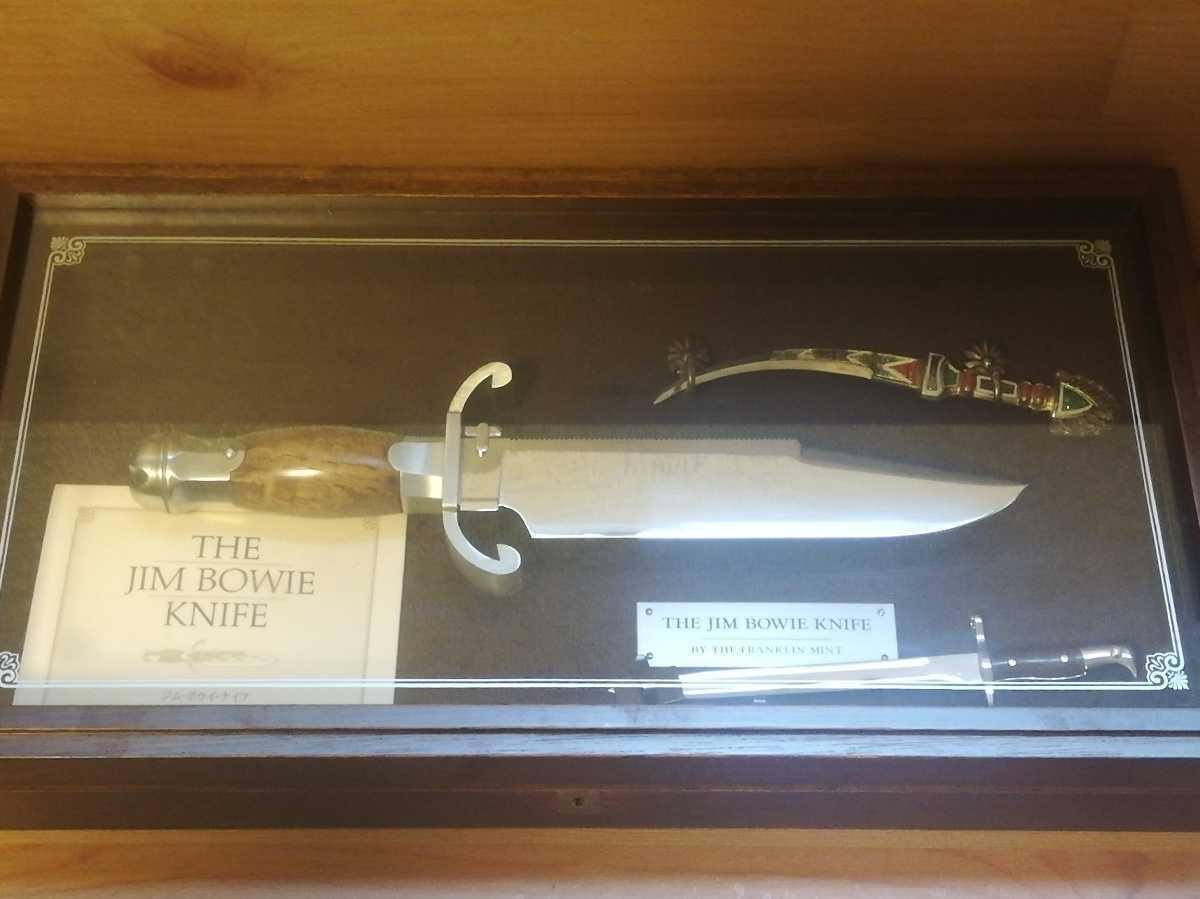 THE
JIM BOWIE
KNIFE
ジム・ボウイ・ナイフ
THE JIM BOWIE KNIFE
BY THE FRANKLIN MINT